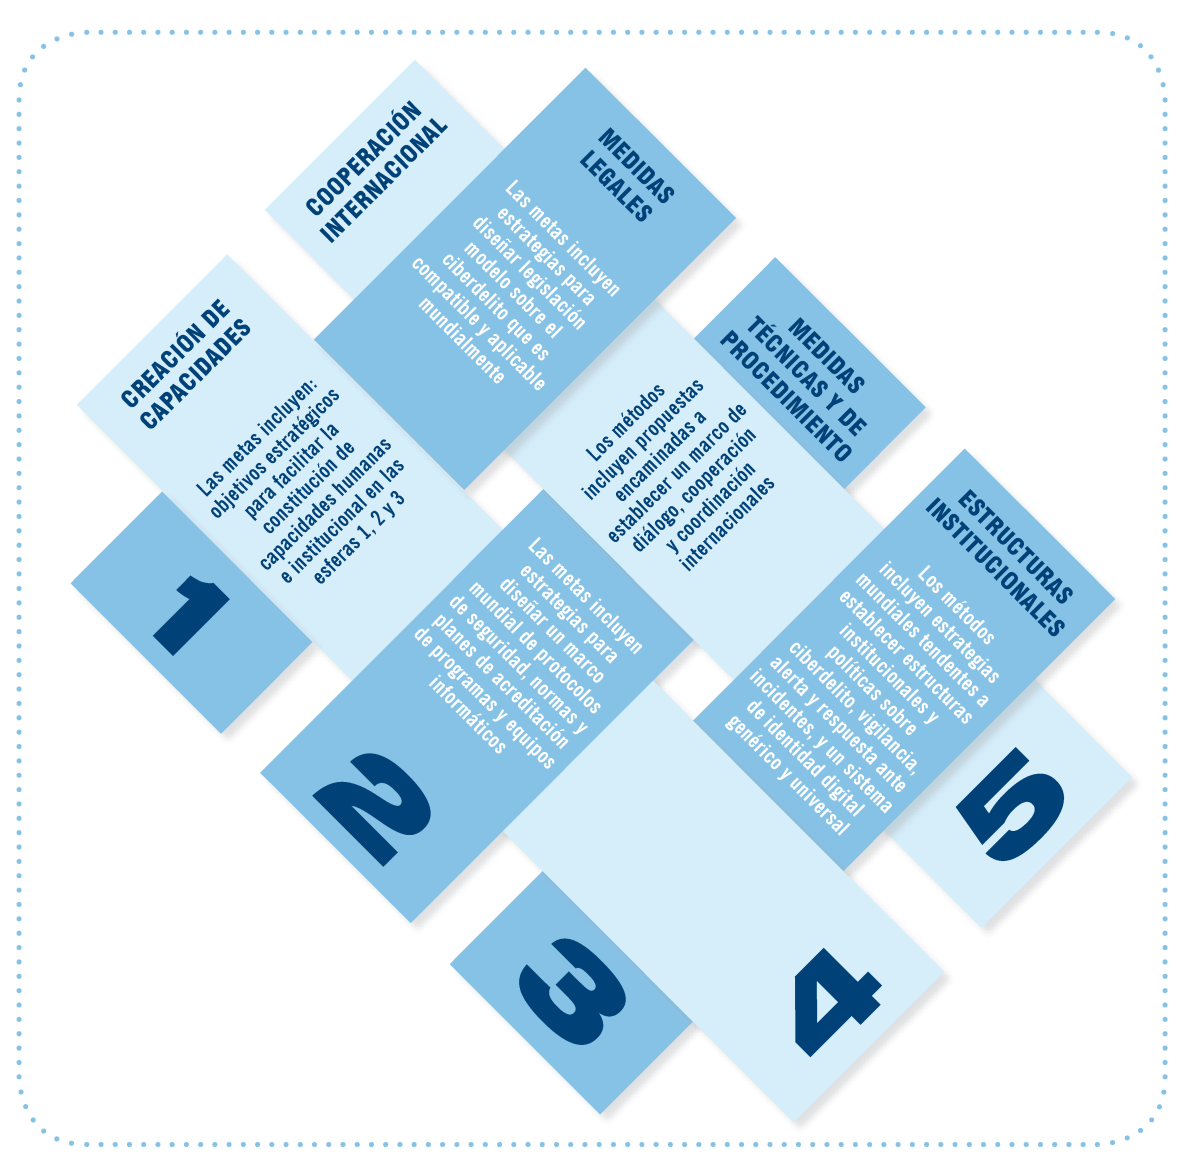 COOPERACIÓN
INTERNACIONAL
MEDIDAS
LEGALES
Las metas incluyen
estrategias para
diseñar legislación
modelo sobre el
ciberdelito que es
compatible y aplicable
mundialmente
CREACIÓN DE
CAPACIDADES
Las metas incluyen:
objetivos estratégicos
para facilitar la
constitución de
capacidades humanas
e institucional en las
esferas 1, 2 y 3
MEDIDAS
TÉCNICAS Y DE
PROCEDIMIENTO
Los métodos
incluyen propuestas
encaminadas a
establecer un marco de
diálogo, cooperación
y coordinación
internacionales
ESTRUCTURAS
INSTITUCIONALES
Los métodos
incluyen estrategias
mundiales tendentes a
establecer estructuras
institucionales y
políticas sobre
ciberdelito, vigilancia,
alerta y respuesta ante
incidentes, y un sistema
de identidad digital
genérico y universal
1
Las metas incluyen
estrategias para
diseñar un marco
mundial de protocolos
de seguridad, normas y
planes de acreditación
de programas y equipos
informáticos
2
5
3
4